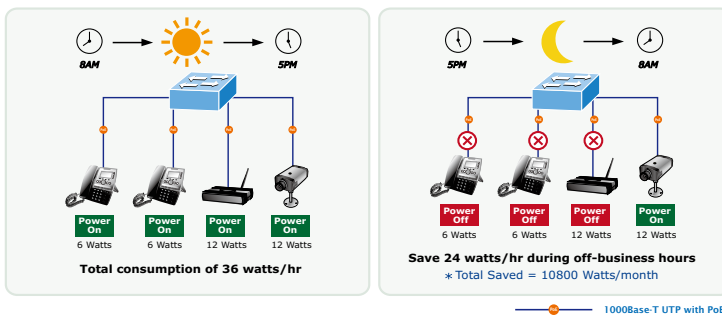 8AM
5PM
Power On
Power On
Power On
Power On
6 Watts
6 Watts
12 Watts
12 Watts
Total consumption of 36 watts/hr
5PM
8AM
Power Off
Power Off
Power Off
Power On
6 Watts
6 Watts
12 Watts
12 Watts
Save 24 watts/hr during off-business hours
* Total Saved = 10800 Watts/month
PoE 1000Base-T UTP with PoE